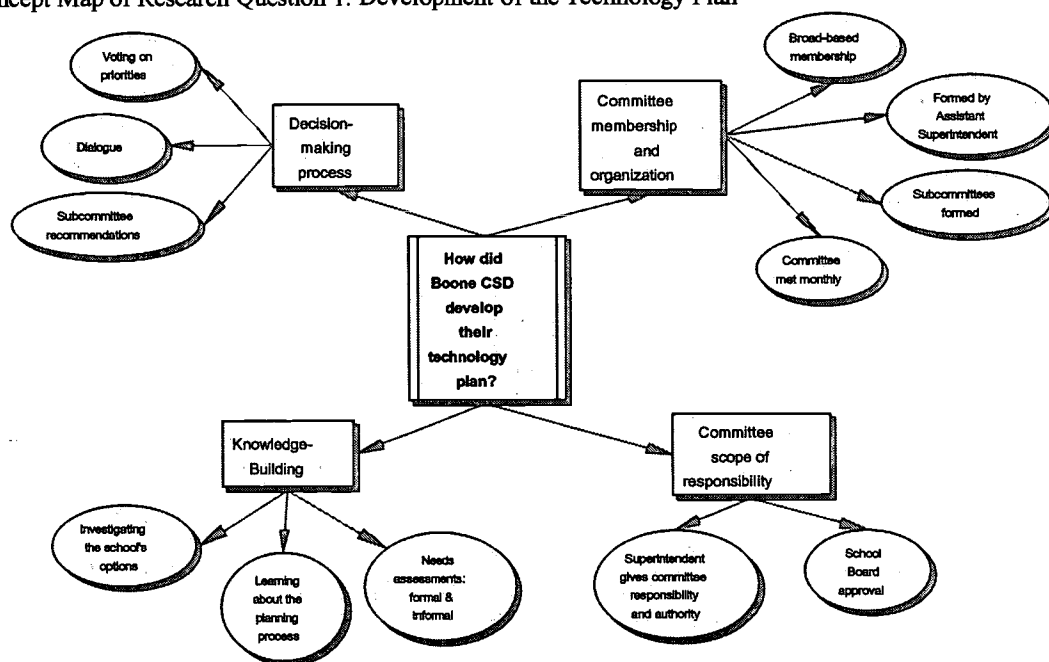 ncept Map of Research Question 1: Development of the Technology Plan
Voting on
priorities
Dialogue
Subcommittee
recommendations
Decision-
making
process
Committee
membership
and
organization
Broad-based
membership
Formed by
Assistant
Superintendent
Subcommittees
formed
Committee
met monthly
How did
Boone CSD
develop
their
technology
plan?
Knowledge-
Building
Investigating
the school's
options
Learning
about the
planning
process
Needs
assessments:
formal &
informal
Committee
scope of
responsibility
Superintendent
gives committee
responsibility
and authority
School
Board
approval